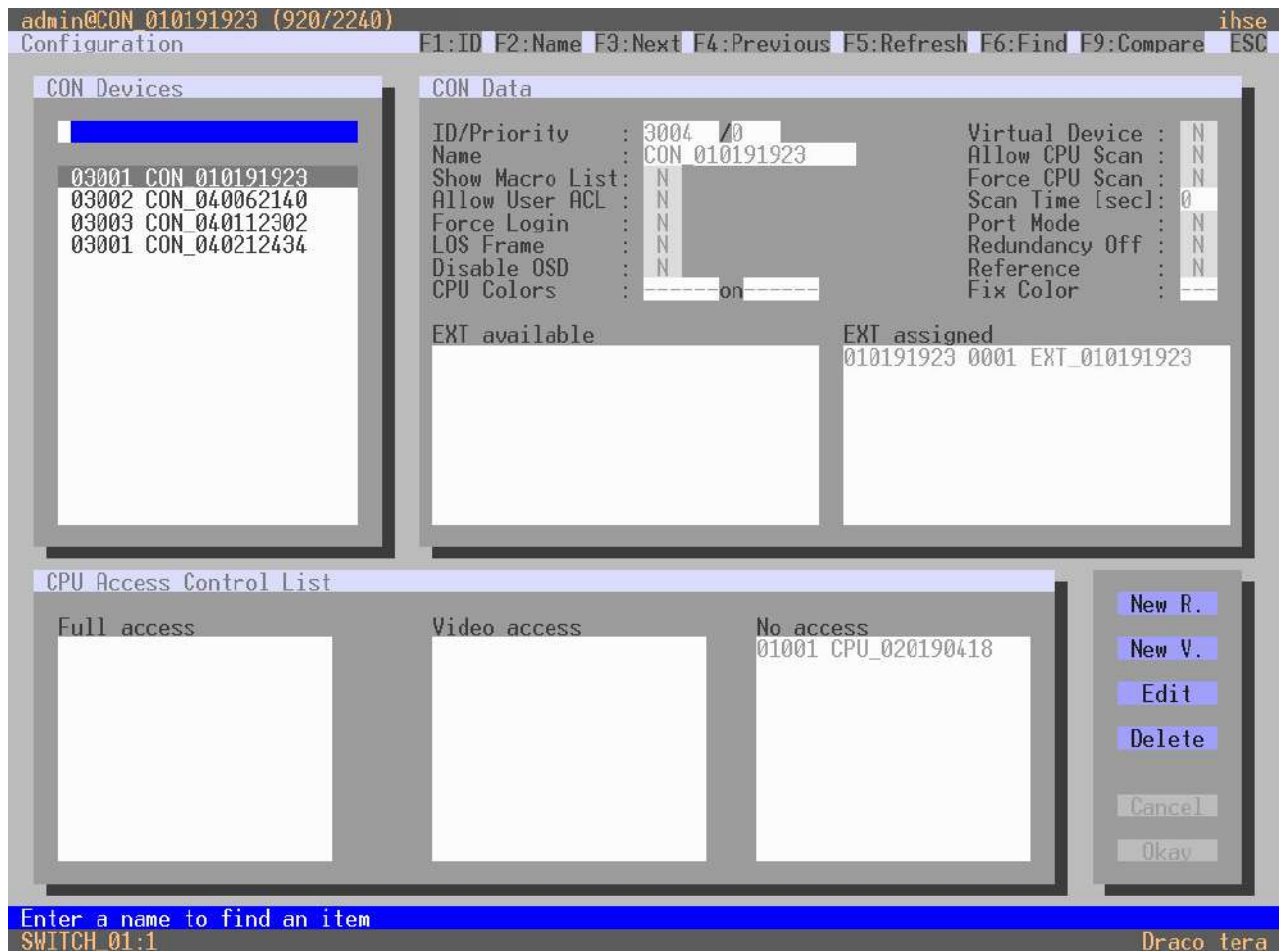 admin@CON_010191923 (920/2240) ihse
Configuration F1:ID F2:Name F3:Next F4:Previous F5:Refresh F6:Find F9:Compare ESC
CON Devices
03001 CON_010191923
03002 CON_040062140
03003 CON_040112302
03001 CON_040212434
CON Data
ID/Priority : 3004 /0
Name : CON_010191923
Show Macro List: N
Allow User ACL : N
Force Login : N
LOS Frame : N
Disable OSD : N
CPU Colors : ------on------
Virtual Device : N
Allow CPU Scan : N
Force CPU Scan : N
Scan Time [sec]: 0
Port Mode : N
Redundancy Off : N
Reference : N
Fix Color : ---
EXT available
EXT assigned
010191923 0001 EXT_010191923
CPU Access Control List
Full access
Video access
No access
01001 CPU_020190418
New R.
New V.
Edit
Delete
Cancel
Okay
Enter a name to find an item
SWITCH_01:1 Draco tera